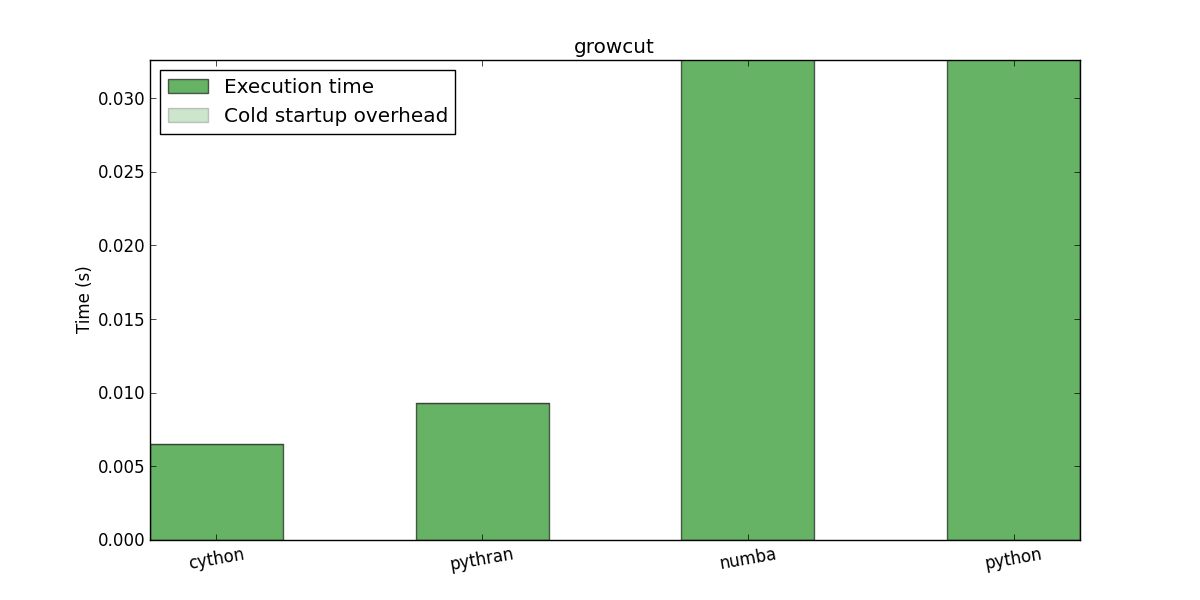 growcut
Execution time
Cold startup overhead
0.030
0.025
0.020
0.015
0.010
0.005
0.000
Time (s)
cython
pythran
numba
python